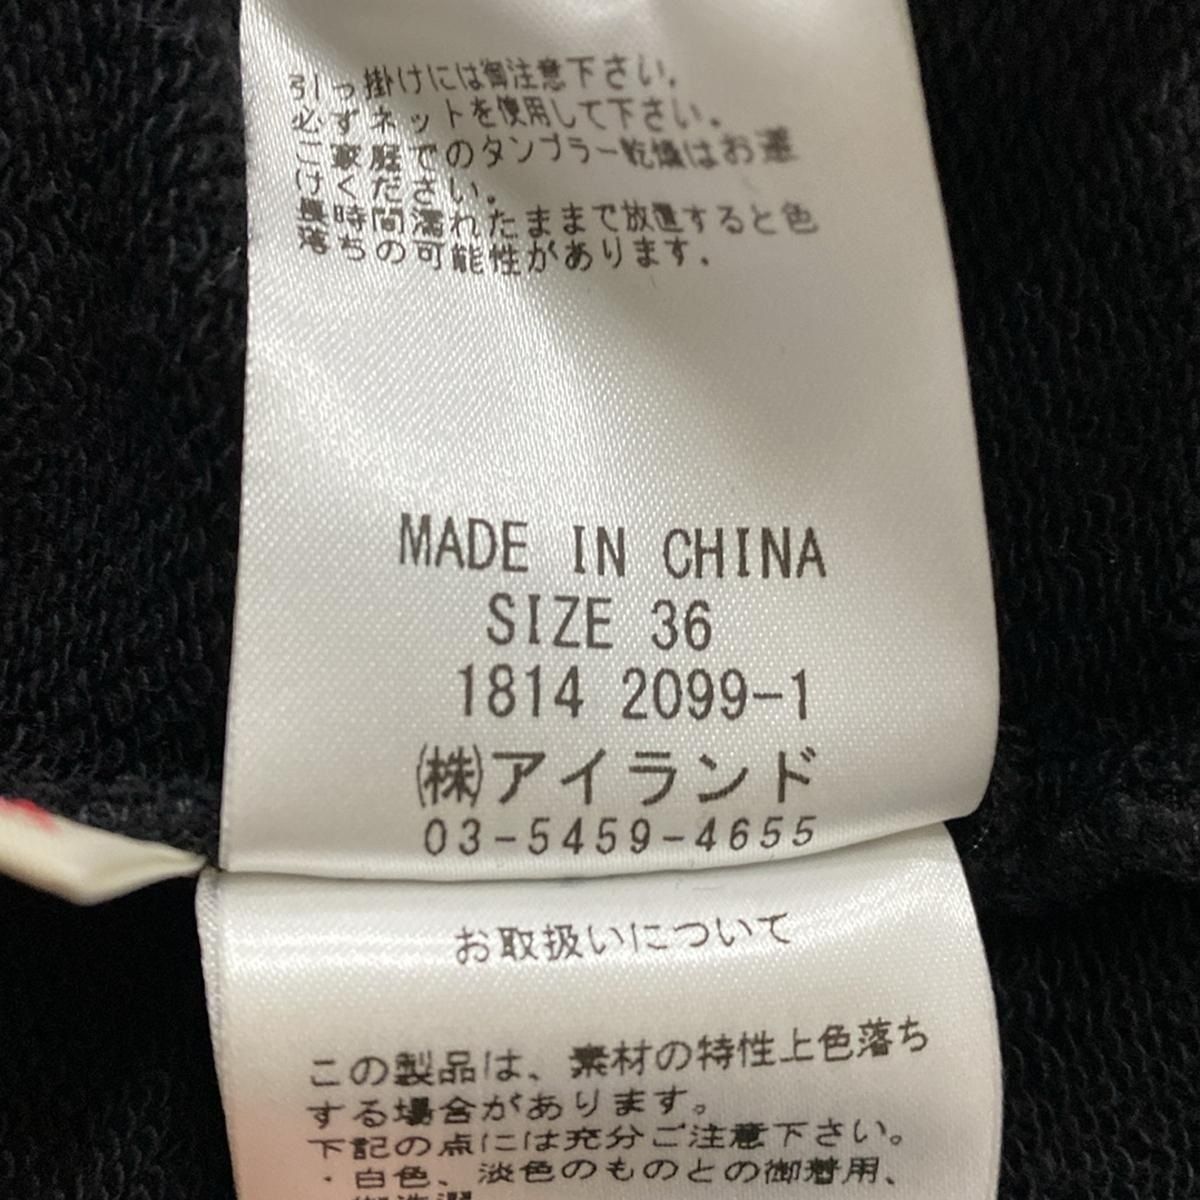 引っ掛けには御注意下さい。
必ずネットを使用して下さい。
ご家庭でのタンブラー乾燥はお避
けください。
長時間濡れたままで放置すると色
落ちの可能性があります。
MADE IN CHINA
SIZE 36
1814 2099-1
㈱アイランド
03-5459-4655
お取扱いについて
この製品は、素材の特性上色落ち
する場合があります。
下記の点には充分ご注意下さい。
・白色、淡色のものとの御着用、
御洗濯